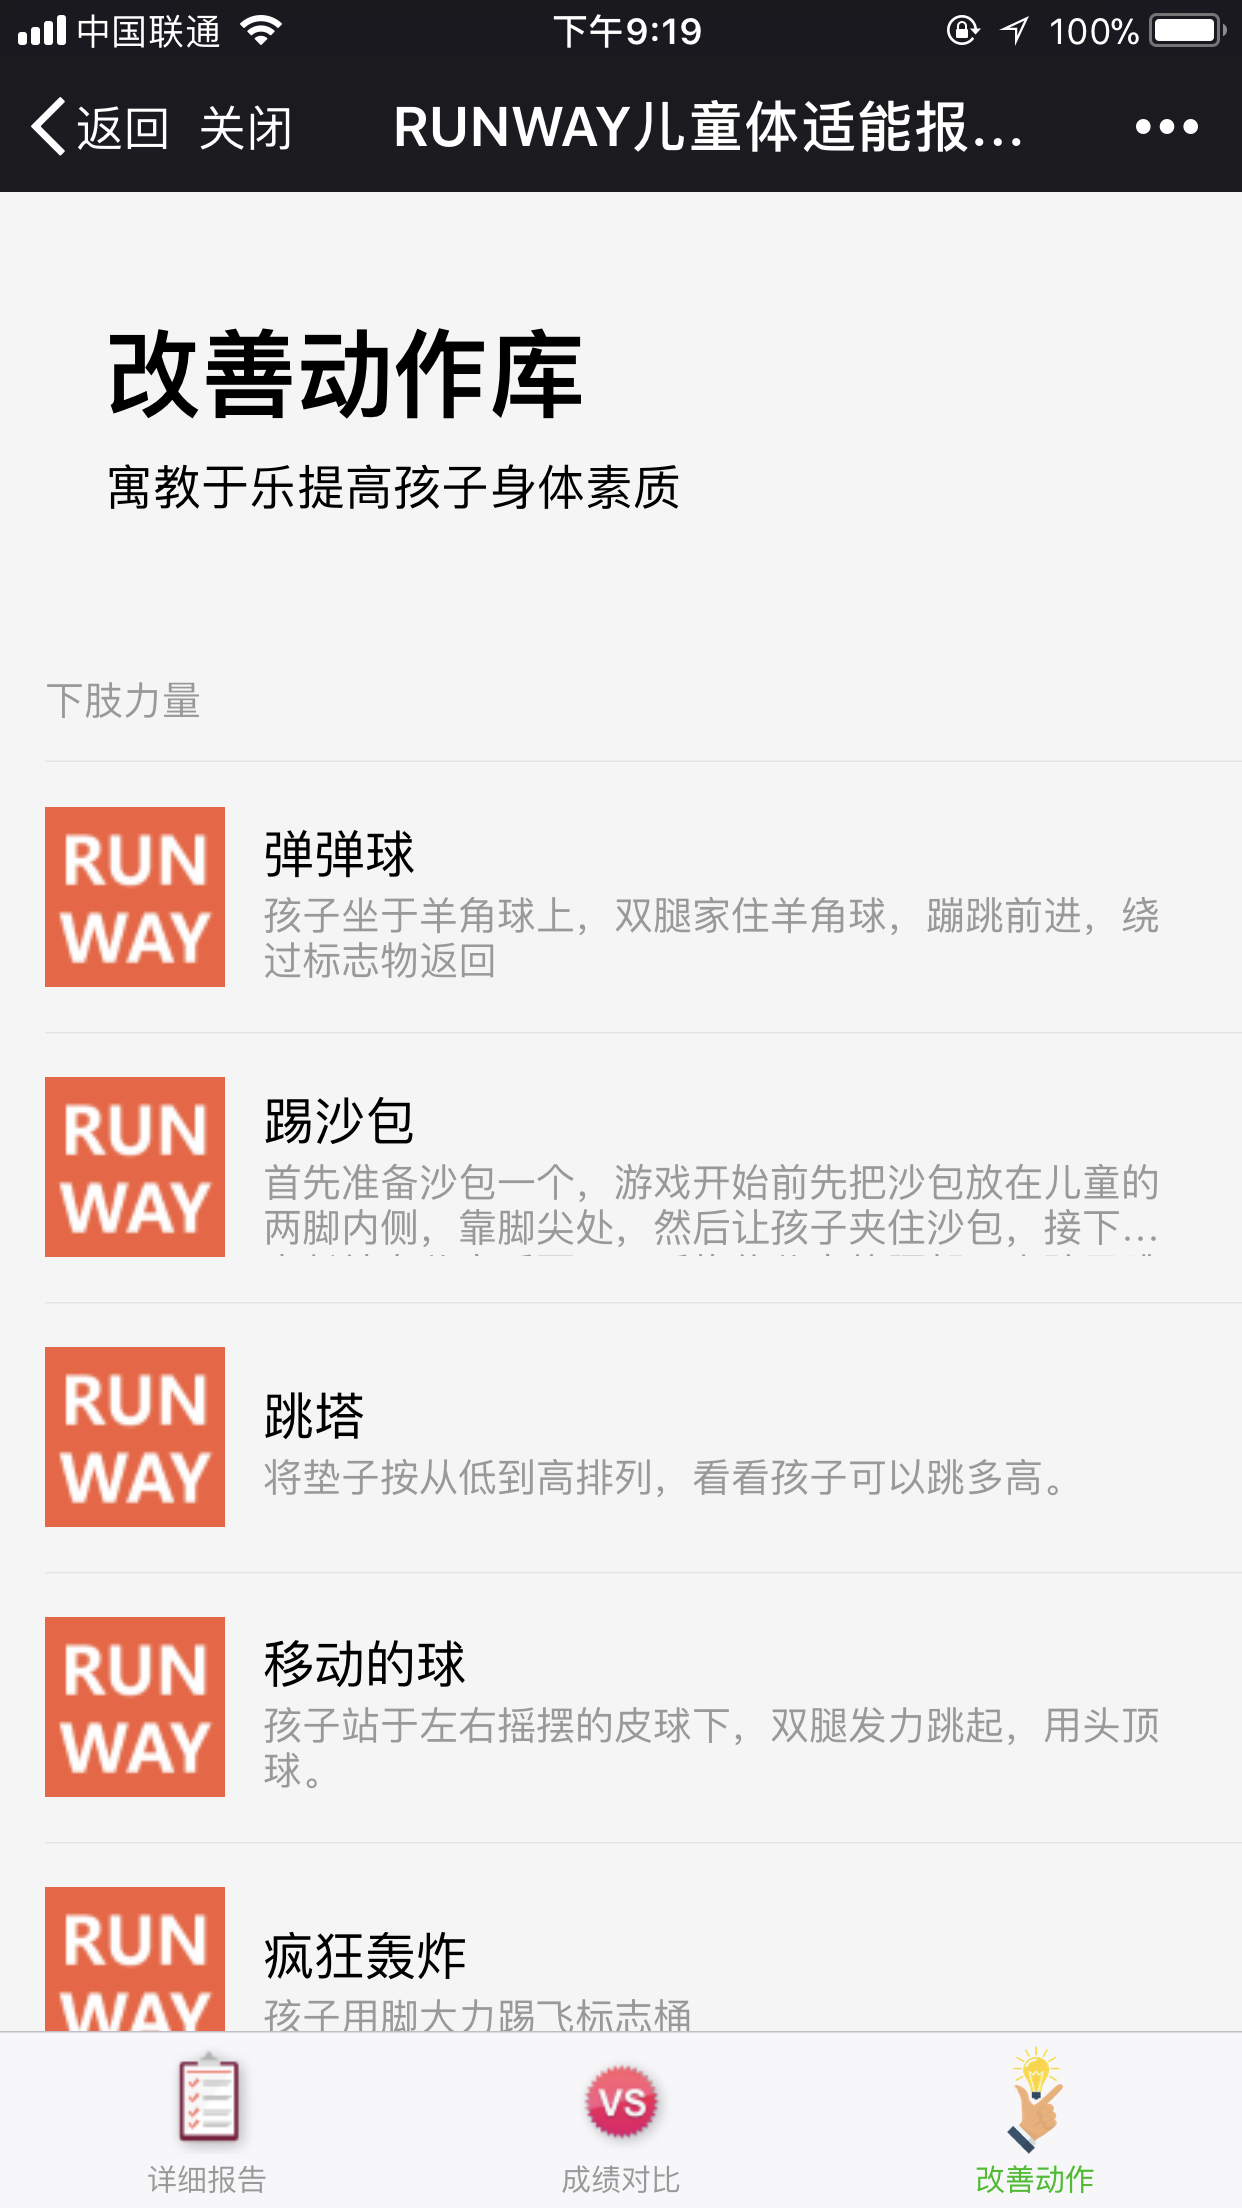 中国联通 下午9:19 100%
返回 关闭 RUNWAY儿童体适能报...
改善动作库
寓教于乐提高孩子身体素质
下肢力量
RUN
WAY
弹弹球
孩子坐于羊角球上，双腿家住羊角球，蹦跳前进，绕
过标志物返回
RUN
WAY
踢沙包
首先准备沙包一个，游戏开始前先把沙包放在儿童的
两脚内侧，靠脚尖处，然后让孩子夹住沙包，接下...
RUN
WAY
跳塔
将垫子按从低到高排列，看看孩子可以跳多高。
RUN
WAY
移动的球
孩子站于左右摇摆的皮球下，双腿发力跳起，用头顶
球。
RUN
WAY
疯狂轰炸
孩子用脚大力踢飞标志桶
VS
详细报告 成绩对比 改善动作